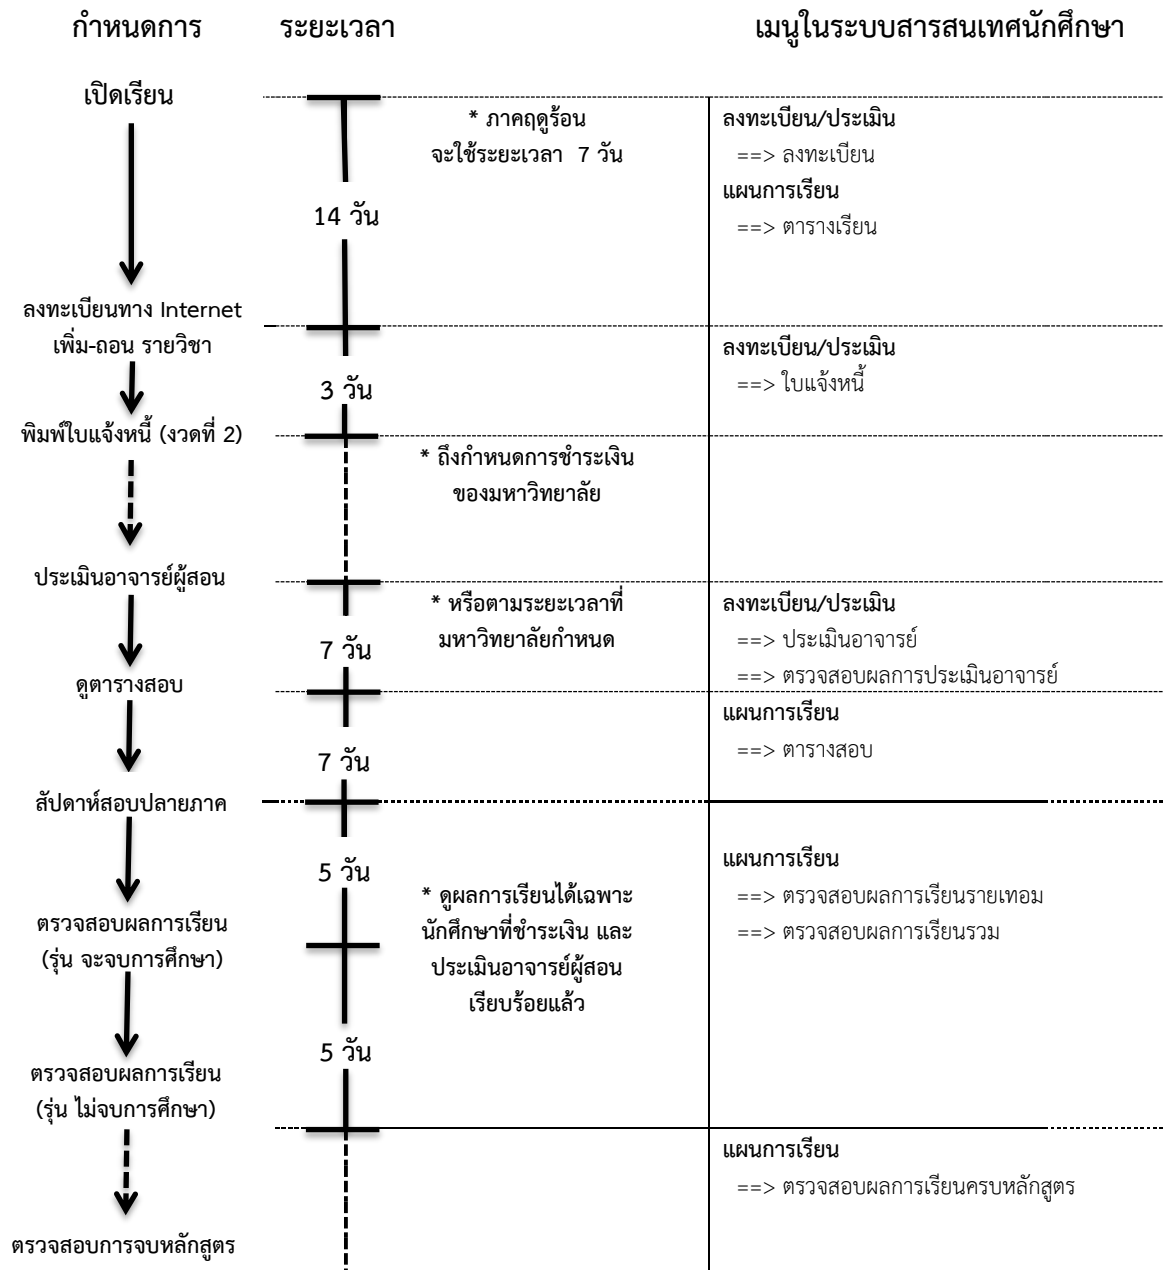 กำหนดการ ระยะเวลา เมนูในระบบสารสนเทศนักศึกษา
เปิดเรียน
* ภาคฤดูร้อน
จะใช้ระยะเวลา 7 วัน
ลงทะเบียน/ประเมิน
==> ลงทะเบียน
แผนการเรียน
==> ตารางเรียน
14 วัน
ลงทะเบียนทาง Internet
เพิ่ม-ถอน รายวิชา
ลงทะเบียน/ประเมิน
==> ใบแจ้งหนี้
3 วัน
พิมพ์ใบแจ้งหนี้ (งวดที่ 2)
* ถึงกำหนดการชำระเงิน
ของมหาวิทยาลัย
ประเมินอาจารย์ผู้สอน
* หรือตามระยะเวลาที่
มหาวิทยาลัยกำหนด
ลงทะเบียน/ประเมิน
==> ประเมินอาจารย์
==> ตรวจสอบผลการประเมินอาจารย์
7 วัน
ดูตารางสอบ
แผนการเรียน
==> ตารางสอบ
7 วัน
สัปดาห์สอบปลายภาค
5 วัน
แผนการเรียน
==> ตรวจสอบผลการเรียนรายเทอม
==> ตรวจสอบผลการเรียนรวม
* ดูผลการเรียนได้เฉพาะ
นักศึกษาที่ชำระเงิน และ
ประเมินอาจารย์ผู้สอน
เรียบร้อยแล้ว
ตรวจสอบผลการเรียน
(รุ่น จะจบการศึกษา)
5 วัน
ตรวจสอบผลการเรียน
(รุ่น ไม่จบการศึกษา)
แผนการเรียน
==> ตรวจสอบผลการเรียนครบหลักสูตร
ตรวจสอบการจบหลักสูตร